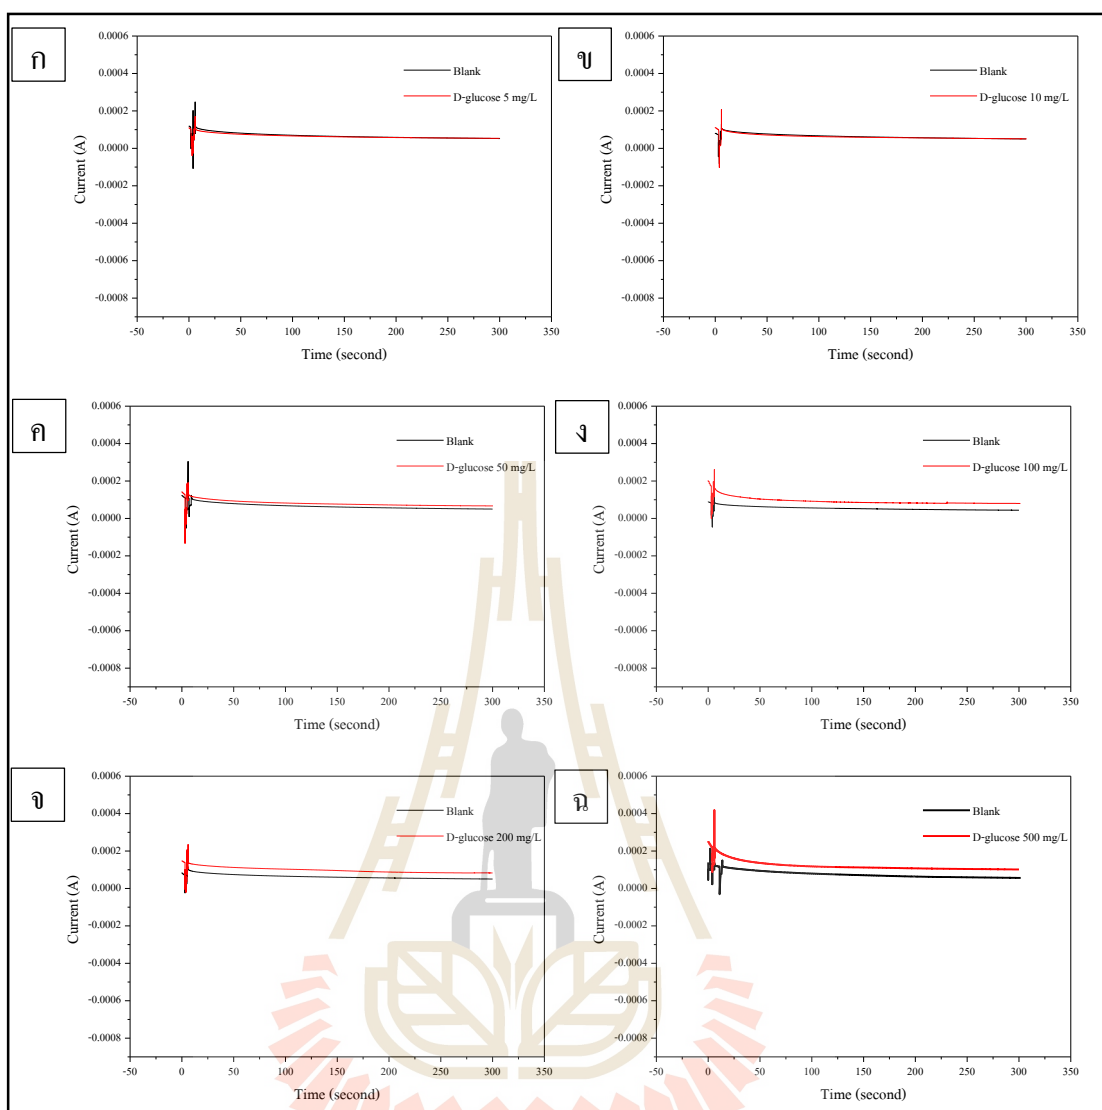 ก
0.0006
0.0004
0.0002
0.0000
-0.0002
-0.0004
-0.0006
-0.0008
Current (A)
Blank
D-glucose 5 mg/L
-50 0 50 100 150 200 250 300 350
Time (second)
ข
0.0006
0.0004
0.0002
0.0000
-0.0002
-0.0004
-0.0006
-0.0008
Current (A)
Blank
D-glucose 10 mg/L
-50 0 50 100 150 200 250 300 350
Time (second)
ค
0.0006
0.0004
0.0002
0.0000
-0.0002
-0.0004
-0.0006
-0.0008
Current (A)
Blank
D-glucose 50 mg/L
-50 0 50 100 150 200 250 300 350
Time (second)
ง
0.0006
0.0004
0.0002
0.0000
-0.0002
-0.0004
-0.0006
-0.0008
Current (A)
Blank
D-glucose 100 mg/L
-50 0 50 100 150 200 250 300 350
Time (second)
จ
0.0006
0.0004
0.0002
0.0000
-0.0002
-0.0004
-0.0006
-0.0008
Current (A)
Blank
D-glucose 200 mg/L
-50 0 50 100 150 200 250 300 350
Time (second)
ฉ
0.0006
0.0004
0.0002
0.0000
-0.0002
-0.0004
-0.0006
-0.0008
Current (A)
Blank
D-glucose 500 mg/L
-50 0 50 100 150 200 250 300 350
Time (second)